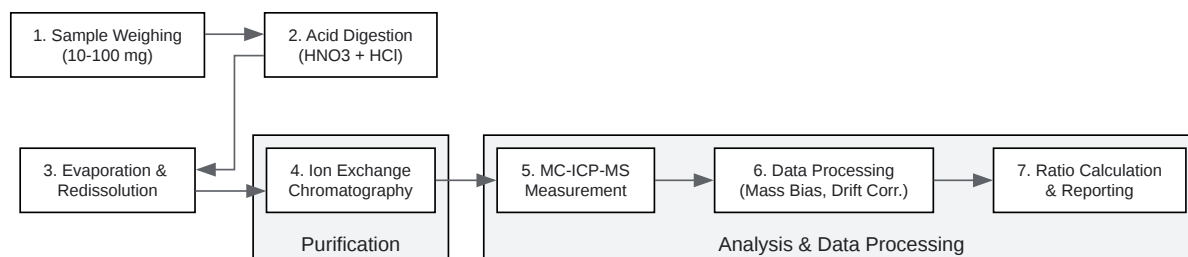 1. Sample Weighing
(10-100 mg)
2. Acid Digestion
(HNO3 + HCl)
3. Evaporation &
Redissolution
4. Ion Exchange
Chromatography
Purification
5. MC-ICP-MS
Measurement
6. Data Processing
(Mass Bias, Drift Corr.)
7. Ratio Calculation
& Reporting
Analysis & Data Processing